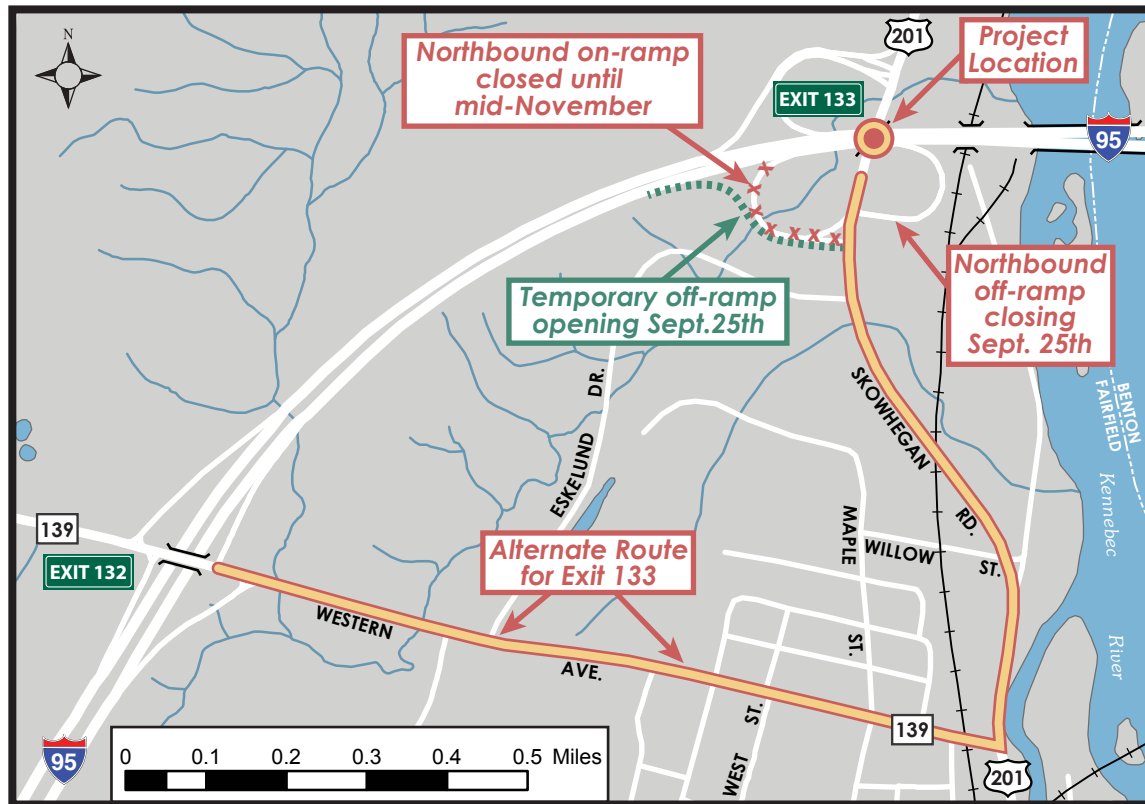 N
Northbound on-ramp
closed until
mid-November
201
Project
Location
EXIT 133
95
Temporary off-ramp
opening Sept.25th
Northbound
off-ramp
closing
Sept. 25th
BENTON
FAIRFIELD
Kennebec
River
SKOWHEGAN
RD.
ESKELUND
DR.
MAPLE
ST.
WILLOW
ST.
139
EXIT 132
Alternate Route
for Exit 133
WESTERN
AVE.
WEST
ST.
139
201
95
0 0.1 0.2 0.3 0.4 0.5 Miles